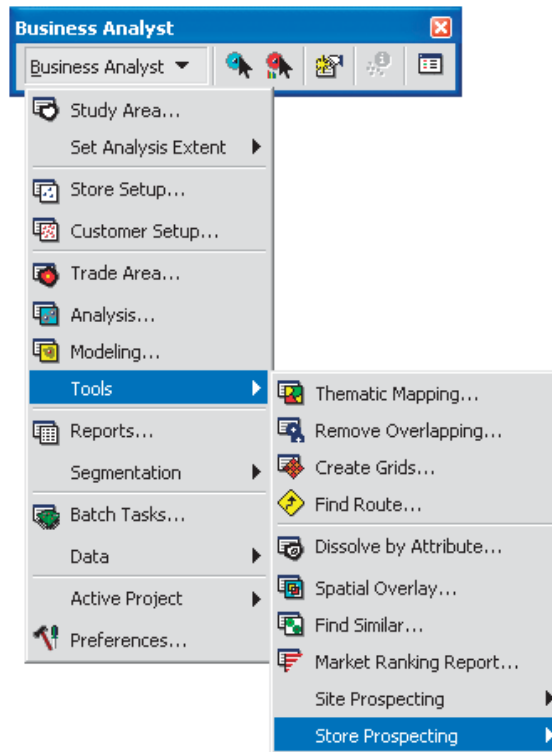 Business Analyst
Business Analyst
Study Area...
Set Analysis Extent
Store Setup...
Customer Setup...
Trade Area...
Analysis...
Modeling...
Tools
Reports...
Segmentation
Batch Tasks...
Data
Active Project
Preferences...
Thematic Mapping...
Remove Overlapping...
Create Grids...
Find Route...
Dissolve by Attribute...
Spatial Overlay...
Find Similar...
Market Ranking Report...
Site Prospecting
Store Prospecting